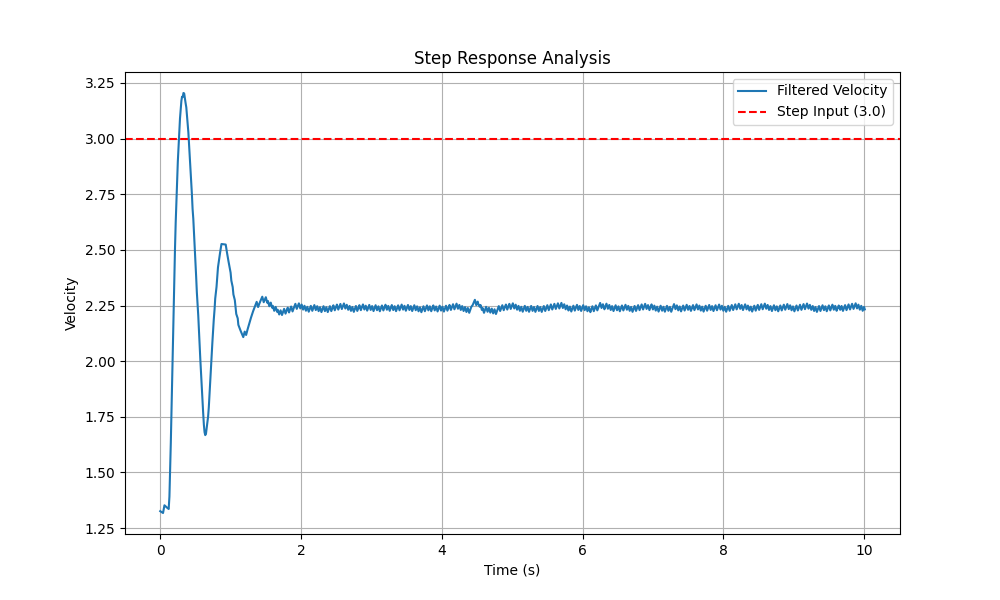 Step Response Analysis
Filtered Velocity
Step Input (3.0)
3.25
3.00
2.75
2.50
2.25
2.00
1.75
1.50
1.25
Velocity
0 2 4 6 8 10
Time (s)